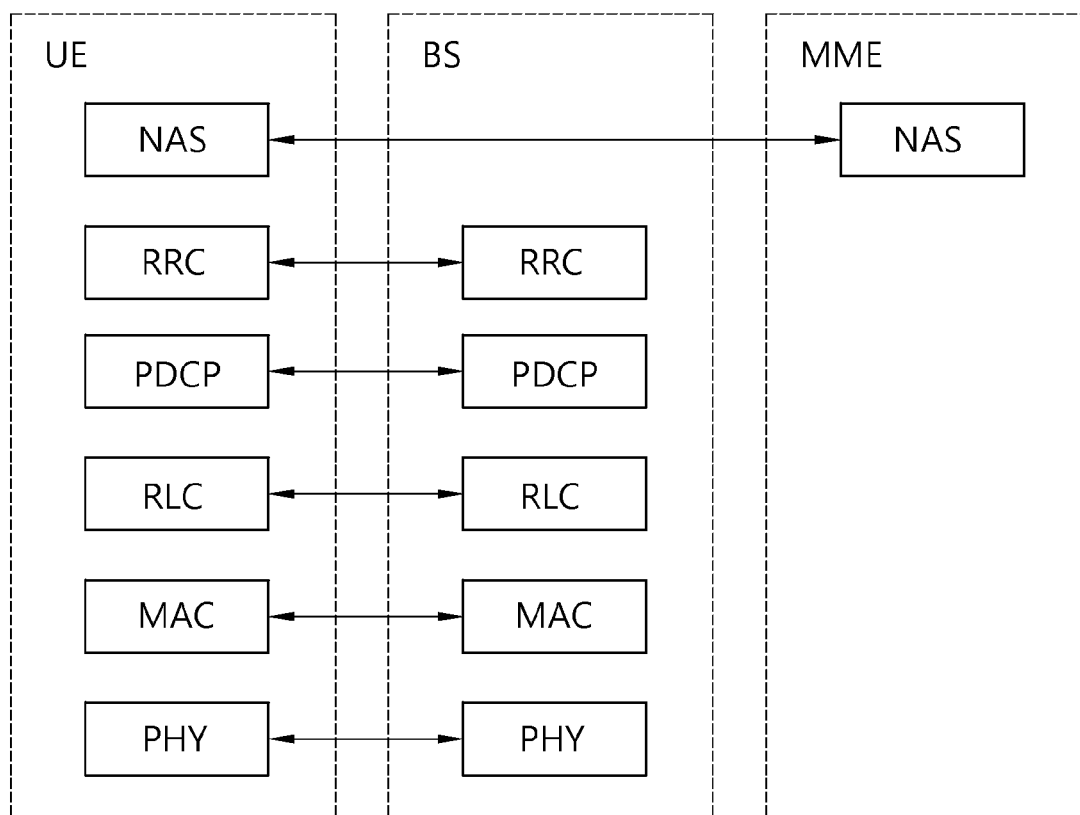 UE BS MME
NAS NAS
RRC RRC
PDCP PDCP
RLC RLC
MAC MAC
PHY PHY